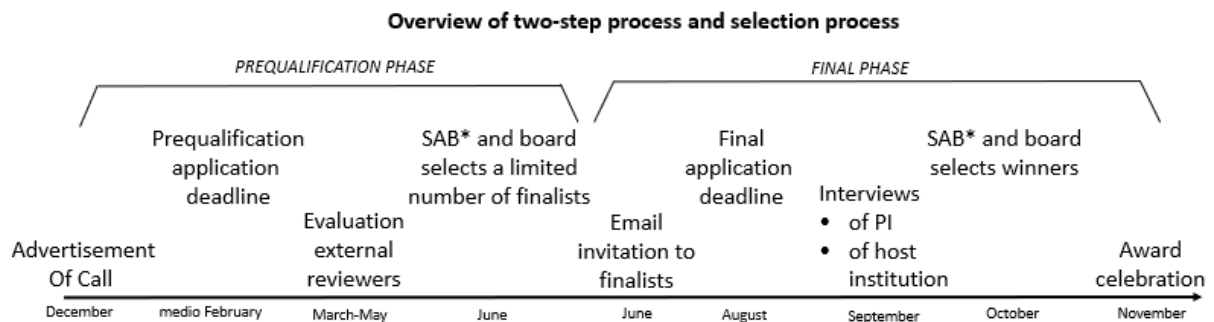 Overview of two-step process and selection process
PREQUALIFICATION PHASE
FINAL PHASE
Prequalification
application
deadline
SAB* and board
selects a limited
number of finalists
Final
application
deadline
SAB* and board
selects winners
Advertisement
Of Call
Evaluation
external
reviewers
Email
invitation to
finalists
Interviews
• of PI
• of host
institution
Award
celebration
December
medio February
March-May
June
June
August
September
October
November